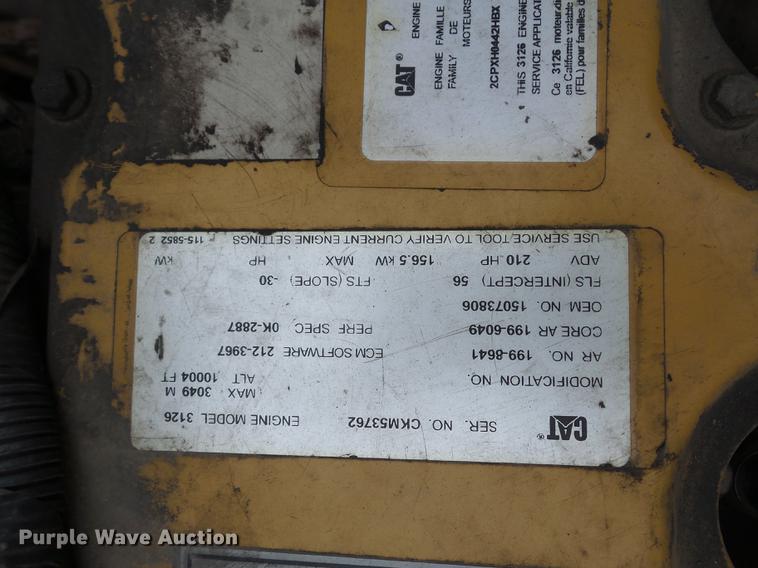 CAT®
SER. NO. CKM53762 ENGINE MODEL 3126
MODIFICATION NO. MAX 3049 M
ALT 10004 FT
AR NO. 199-8641 ECM SOFTWARE 212-3967
CORE AR 199-6049 PERF SPEC 0K-2887
OEM NO. 15073806
FLS (INTERCEPT) 56 FTS (SLOPE) -30
ADV 210 HP 156.5 kW MAX HP kW
USE SERVICE TOOL TO VERIFY CURRENT ENGINE SETTINGS 115-5852 2
CAT®
ENGINE
ENGINE FAMILLE
FAMILY DE
MOTEURS
2CPXH0442HBX
THIS 3126 ENGINE
SERVICE APPLICAT
Ce 3126 moteur di
en Californie valable
(FEL) pour familles d
Purple Wave Auction